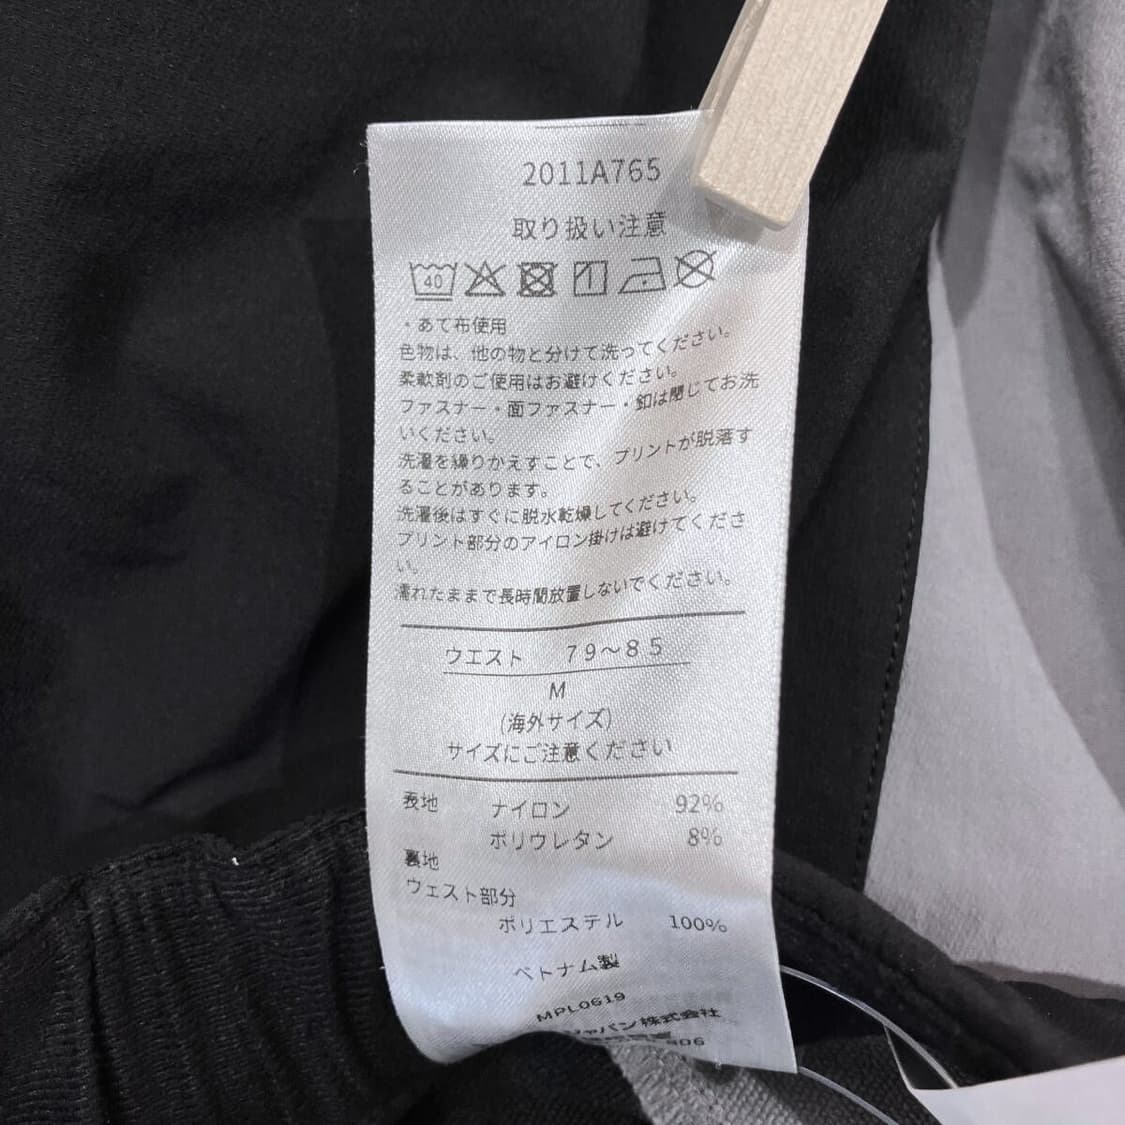 2011A765
取り扱い注意
40
・あて布使用
色物は、他の物と分けて洗ってください。
柔軟剤のご使用はお避けください。
ファスナー・面ファスナー・釦は閉じてお洗
いください。
洗濯を繰りかえすことで、プリントが脱落す
ることがあります。
洗濯後はすぐに脱水乾燥してください。
プリント部分のアイロン掛けは避けてくださ
い。
濡れたままで長時間放置しないでください。
ウエスト 79～85
M
(海外サイズ)
サイズにご注意ください
表地 ナイロン 92%
ポリウレタン 8%
裏地
ウェスト部分
ポリエステル 100%
ベトナム製
MPL0619
ジャパン株式会社